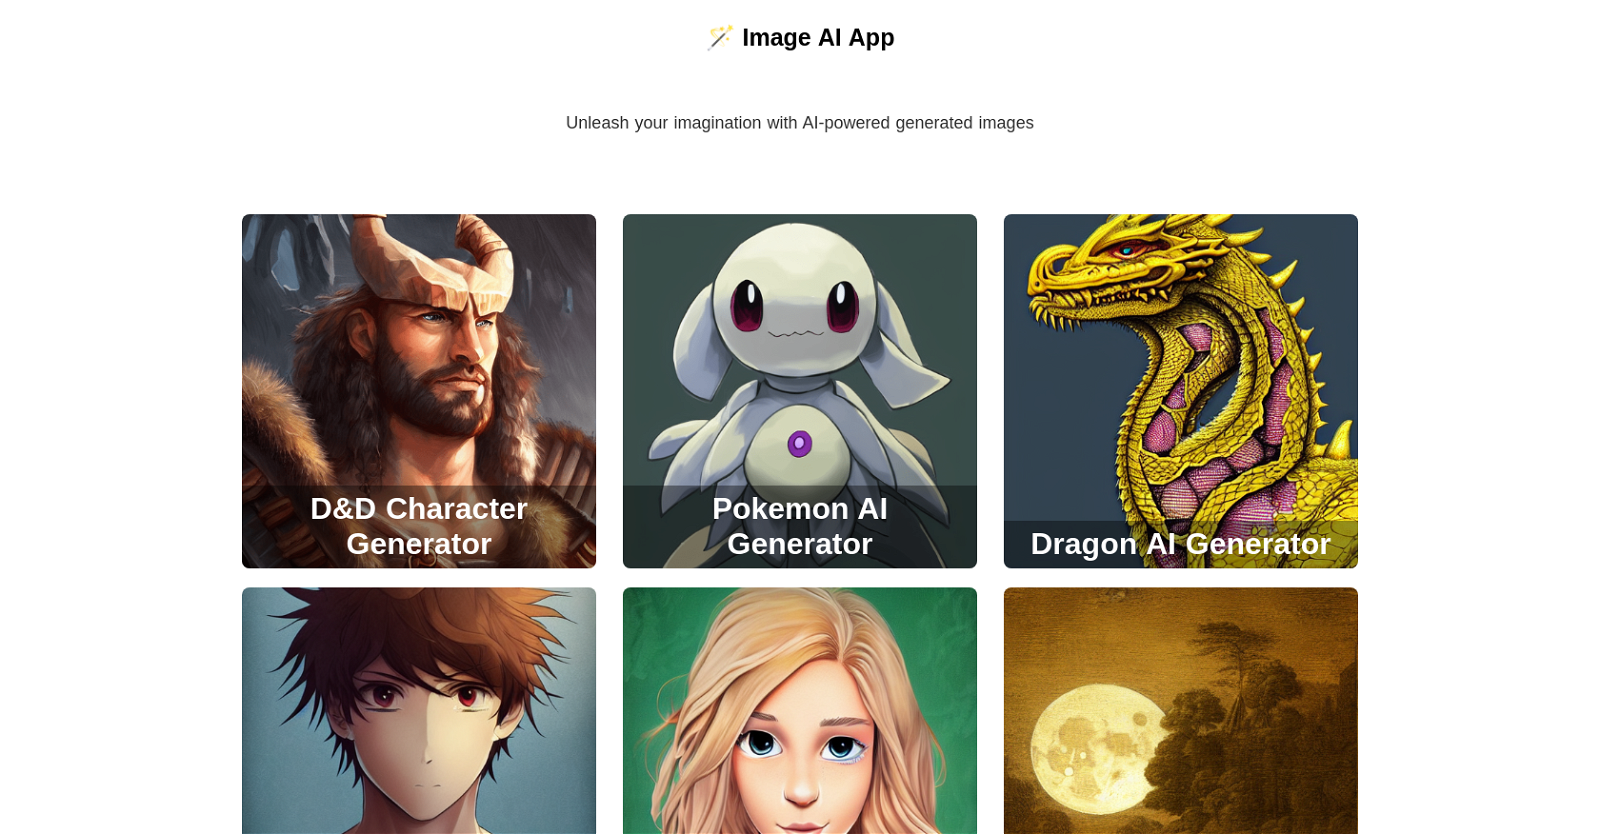 🪄 Image AI App
Unleash your imagination with AI-powered generated images
D&D Character
Generator
Pokemon AI
Generator
Dragon AI Generator